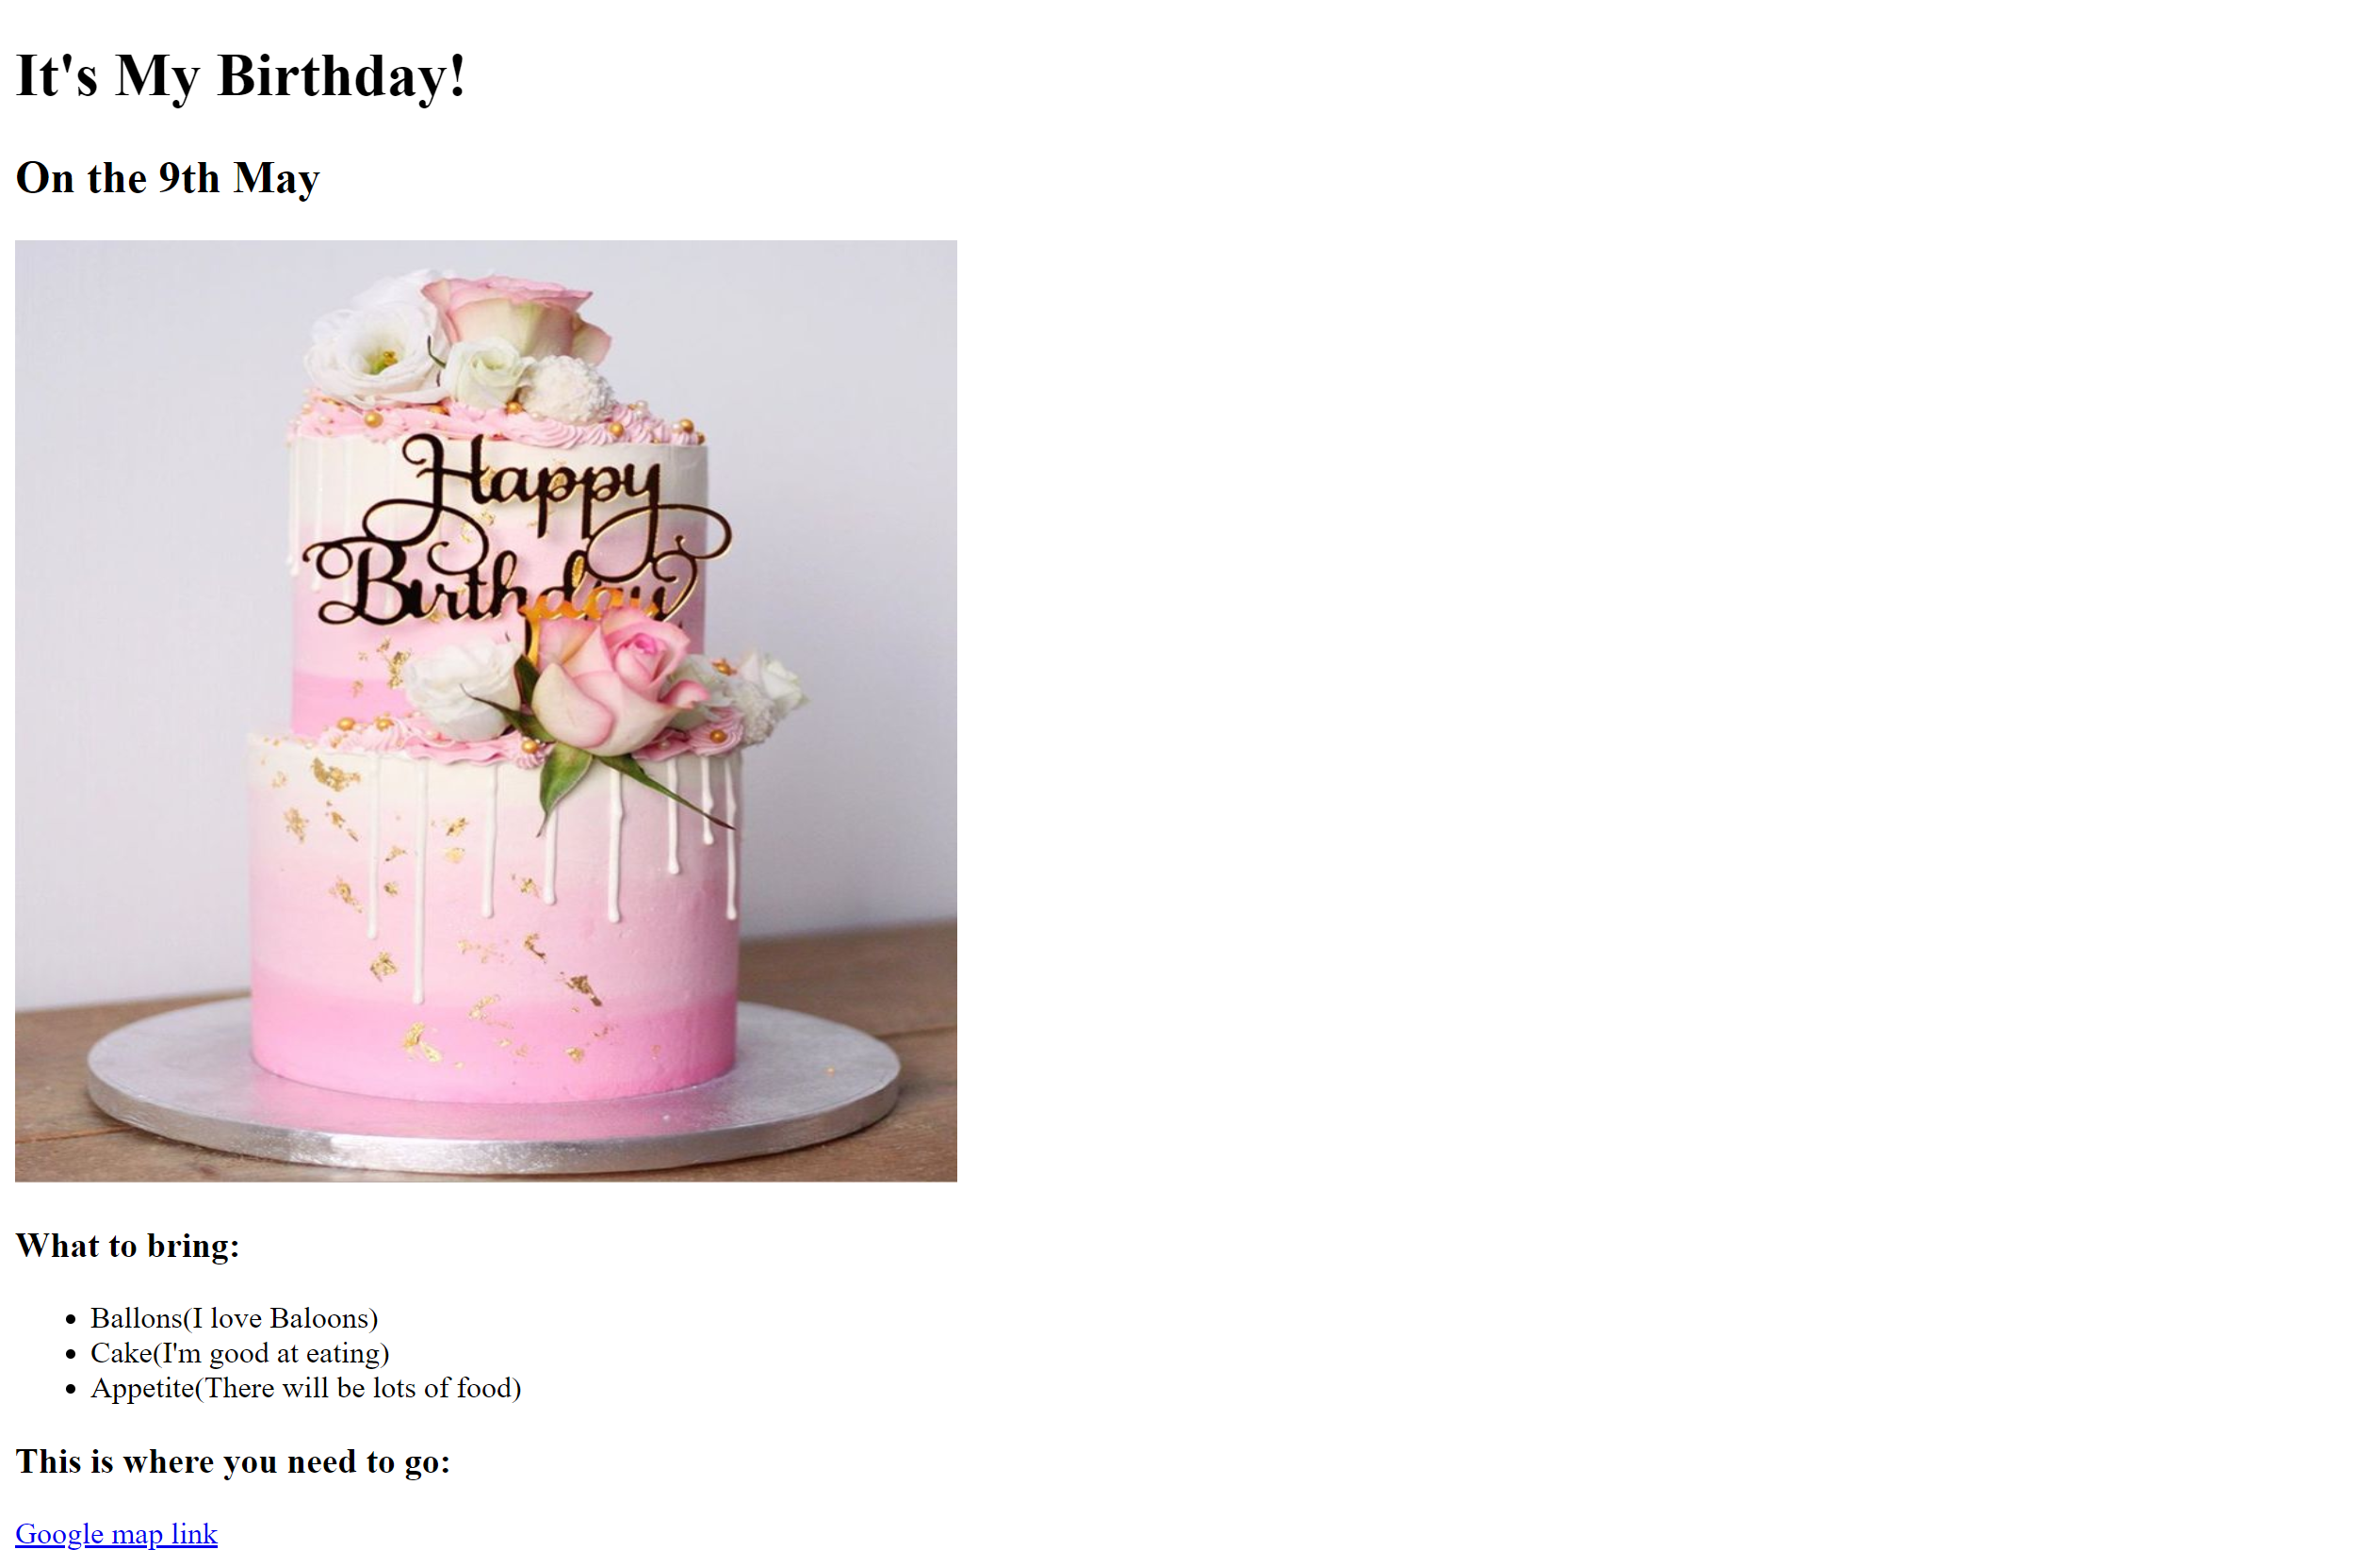 It's My Birthday!
On the 9th May
Happy
Birthday
What to bring:
Ballons(I love Baloons)
Cake(I'm good at eating)
Appetite(There will be lots of food)
This is where you need to go:
Google map link